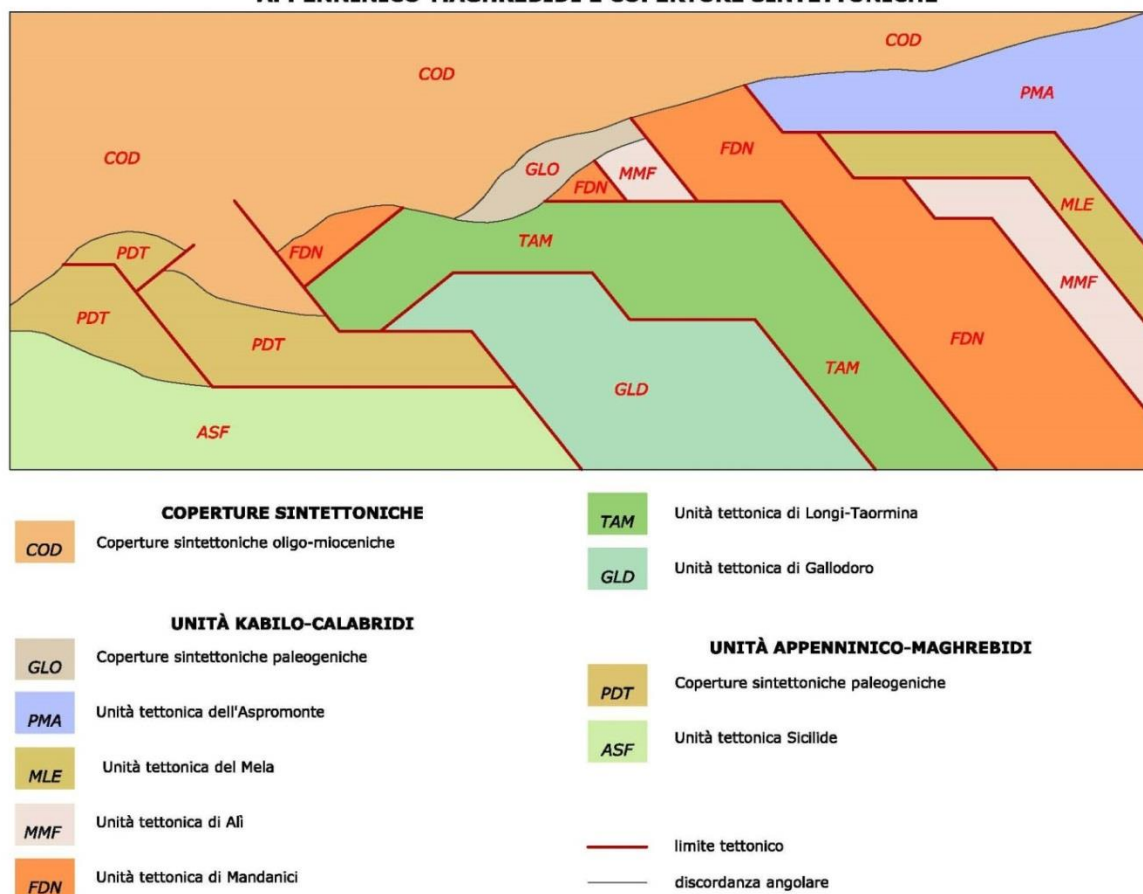 APPENNINICO-MAGHREBIDI E COPERTURE SINTETTONICHE
COD
COD
PMA
COD
FDN
GLO
MMF
FDN
MLE
PDT
FDN
TAM
MMF
PDT
PDT
FDN
TAM
GLD
ASF
COPERTURE SINTETTONICHE
COD Coperture sintettoniche oligo-mioceniche
UNITÀ KABILO-CALABRIDI
GLO Coperture sintettoniche paleogeniche
PMA Unità tettonica dell'Aspromonte
MLE Unità tettonica del Mela
MMF Unità tettonica di Alì
FDN Unità tettonica di Mandanici
TAM Unità tettonica di Longi-Taormina
GLD Unità tettonica di Gallodoro
UNITÀ APPENNINICO-MAGHREBIDI
PDT Coperture sintettoniche paleogeniche
ASF Unità tettonica Sicilide
limite tettonico
discordanza angolare